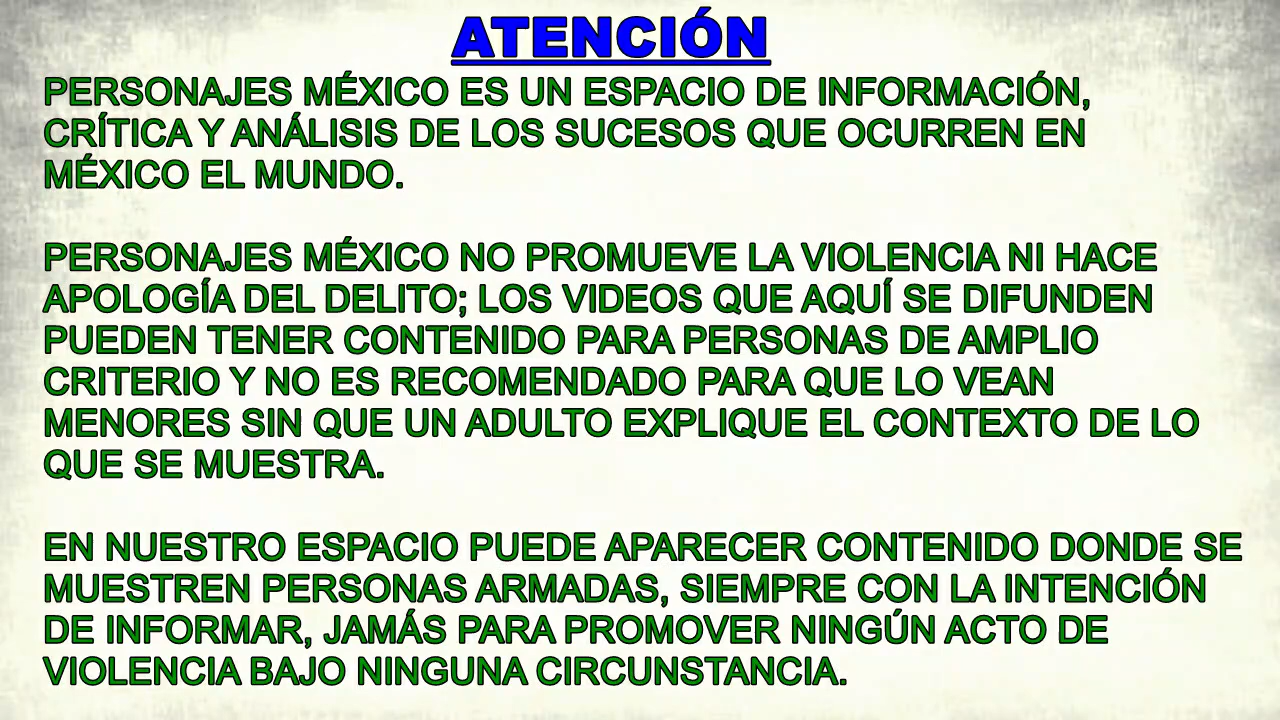 ATENCIÓN
PERSONAJES MÉXICO ES UN ESPACIO DE INFORMACIÓN,
CRÍTICA Y ANÁLISIS DE LOS SUCESOS QUE OCURREN EN
MÉXICO EL MUNDO.
PERSONAJES MÉXICO NO PROMUEVE LA VIOLENCIA NI HACE
APOLOGÍA DEL DELITO; LOS VIDEOS QUE AQUÍ SE DIFUNDEN
PUEDEN TENER CONTENIDO PARA PERSONAS DE AMPLIO
CRITERIO Y NO ES RECOMENDADO PARA QUE LO VEAN
MENORES SIN QUE UN ADULTO EXPLIQUE EL CONTEXTO DE LO
QUE SE MUESTRA.
EN NUESTRO ESPACIO PUEDE APARECER CONTENIDO DONDE SE
MUESTREN PERSONAS ARMADAS, SIEMPRE CON LA INTENCIÓN
DE INFORMAR, JAMÁS PARA PROMOVER NINGÚN ACTO DE
VIOLENCIA BAJO NINGUNA CIRCUNSTANCIA.